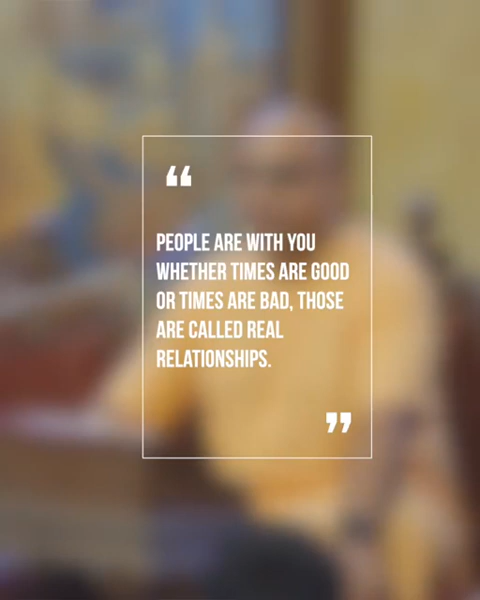 “
PEOPLE ARE WITH YOU
WHETHER TIMES ARE GOOD
OR TIMES ARE BAD, THOSE
ARE CALLED REAL
RELATIONSHIPS.
”